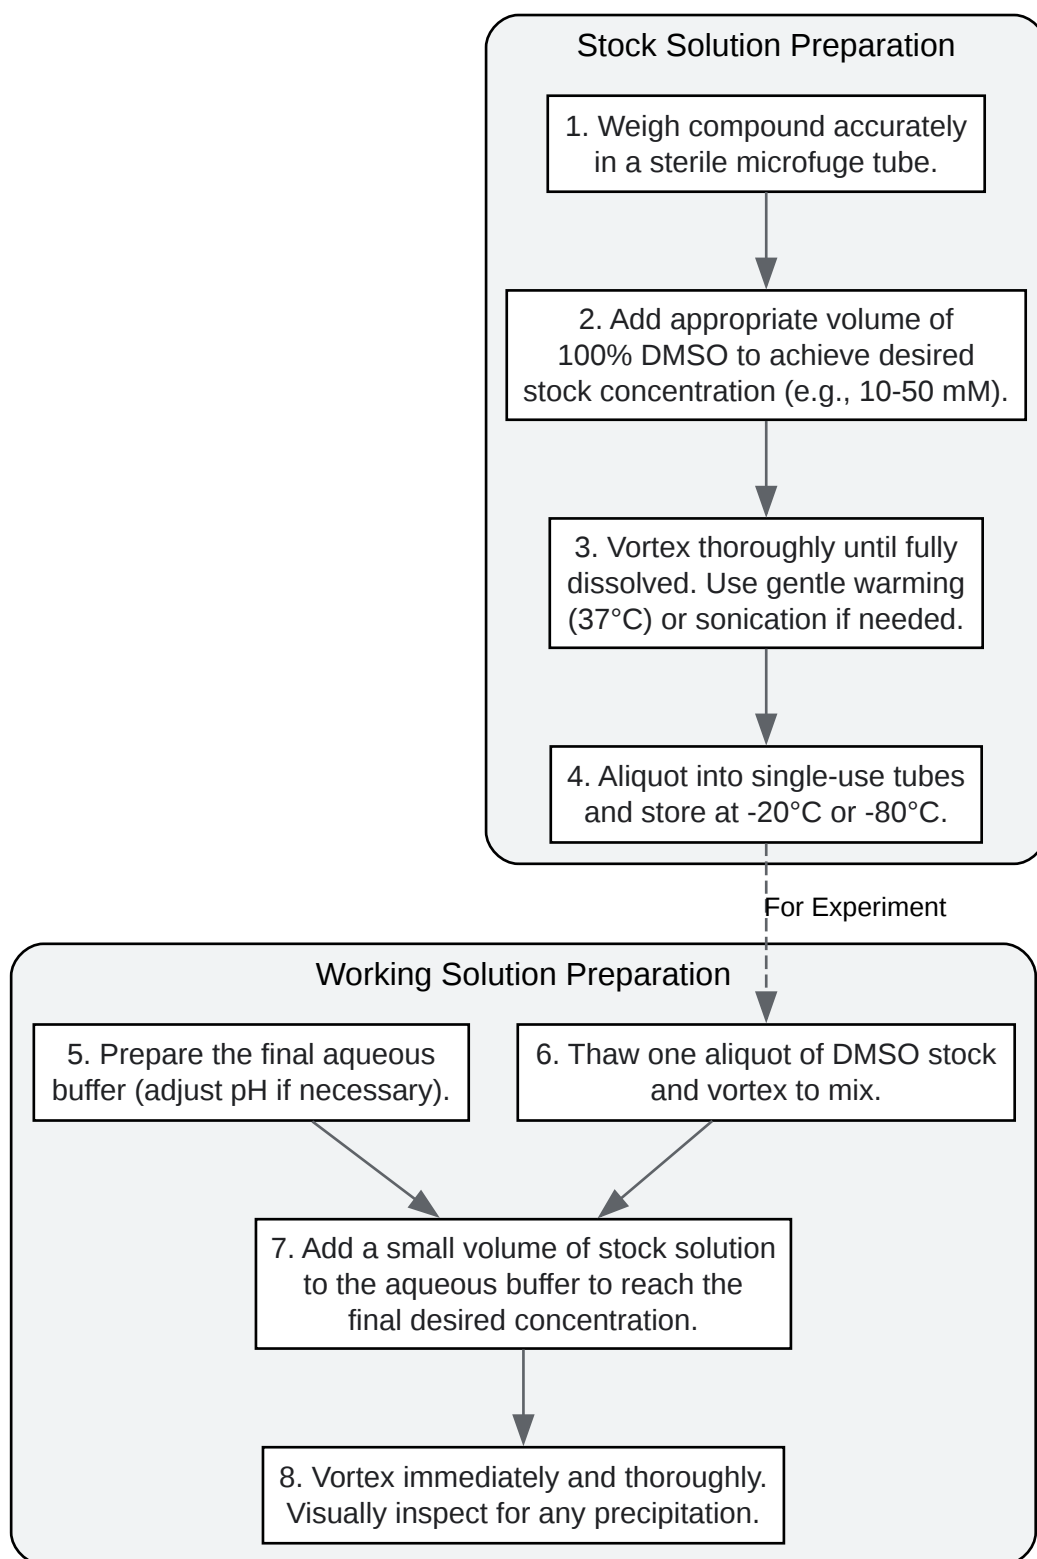 Stock Solution Preparation
1. Weigh compound accurately
in a sterile microfuge tube.
2. Add appropriate volume of
100% DMSO to achieve desired
stock concentration (e.g., 10-50 mM).
3. Vortex thoroughly until fully
dissolved. Use gentle warming
(37°C) or sonication if needed.
4. Aliquot into single-use tubes
and store at -20°C or -80°C.
For Experiment
Working Solution Preparation
5. Prepare the final aqueous
buffer (adjust pH if necessary).
6. Thaw one aliquot of DMSO stock
and vortex to mix.
7. Add a small volume of stock solution
to the aqueous buffer to reach the
final desired concentration.
8. Vortex immediately and thoroughly.
Visually inspect for any precipitation.